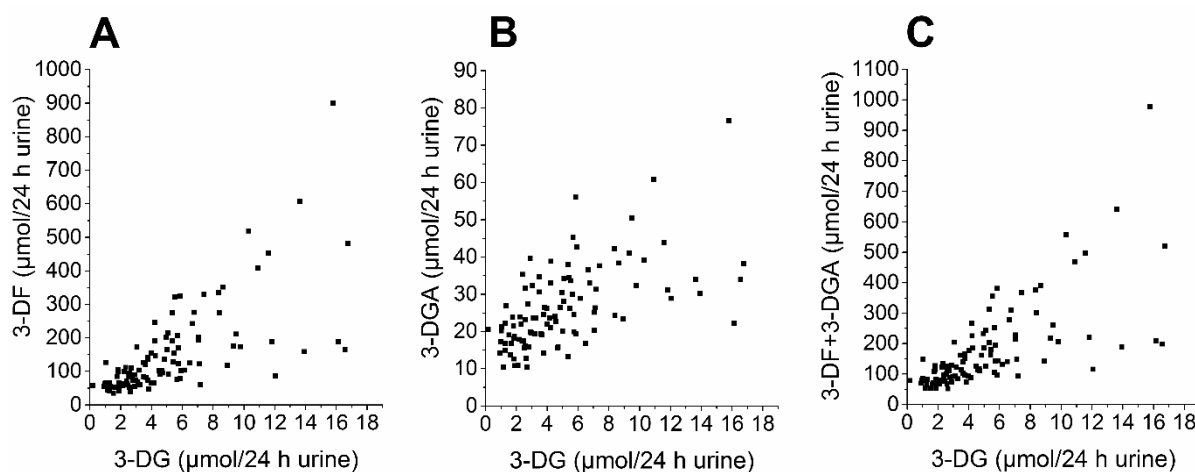 A
3-DF (µmol/24 h urine)
1000
900
800
700
600
500
400
300
200
100
0
0 2 4 6 8 10 12 14 16 18
3-DG (µmol/24 h urine)
B
3-DGA (µmol/24 h urine)
90
80
70
60
50
40
30
20
10
0
0 2 4 6 8 10 12 14 16 18
3-DG (µmol/24 h urine)
C
3-DF+3-DGA (µmol/24 h urine)
1100
1000
900
800
700
600
500
400
300
200
100
0
0 2 4 6 8 10 12 14 16 18
3-DG (µmol/24 h urine)